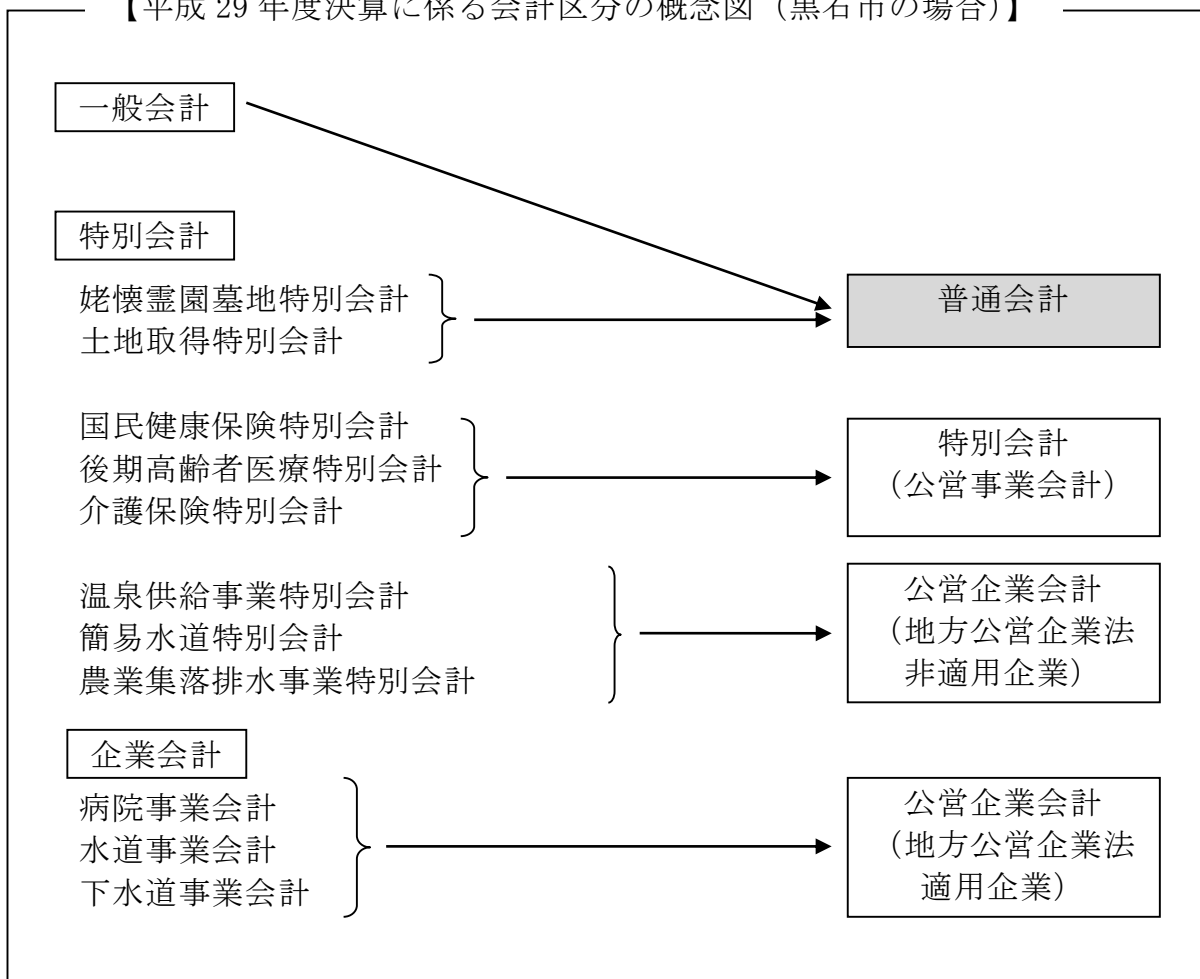 【平成 29 年度決算に係る会計区分の概念図（黒石市の場合）】
一般会計
特別会計
姥懐霊園墓地特別会計
土地取得特別会計
普通会計
国民健康保険特別会計
後期高齢者医療特別会計
介護保険特別会計
特別会計
（公営事業会計）
温泉供給事業特別会計
簡易水道特別会計
農業集落排水事業特別会計
公営企業会計
（地方公営企業法
非適用企業）
企業会計
病院事業会計
水道事業会計
下水道事業会計
公営企業会計
（地方公営企業法
適用企業）